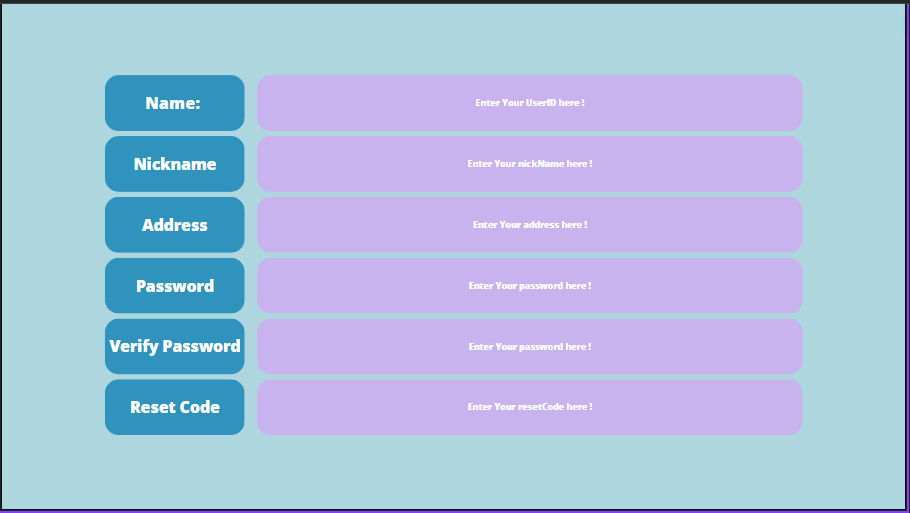 Name:
Enter Your UserID here !
Nickname
Enter Your nickName here !
Address
Enter Your address here !
Password
Enter Your password here !
Verify Password
Enter Your password here !
Reset Code
Enter Your resetCode here !